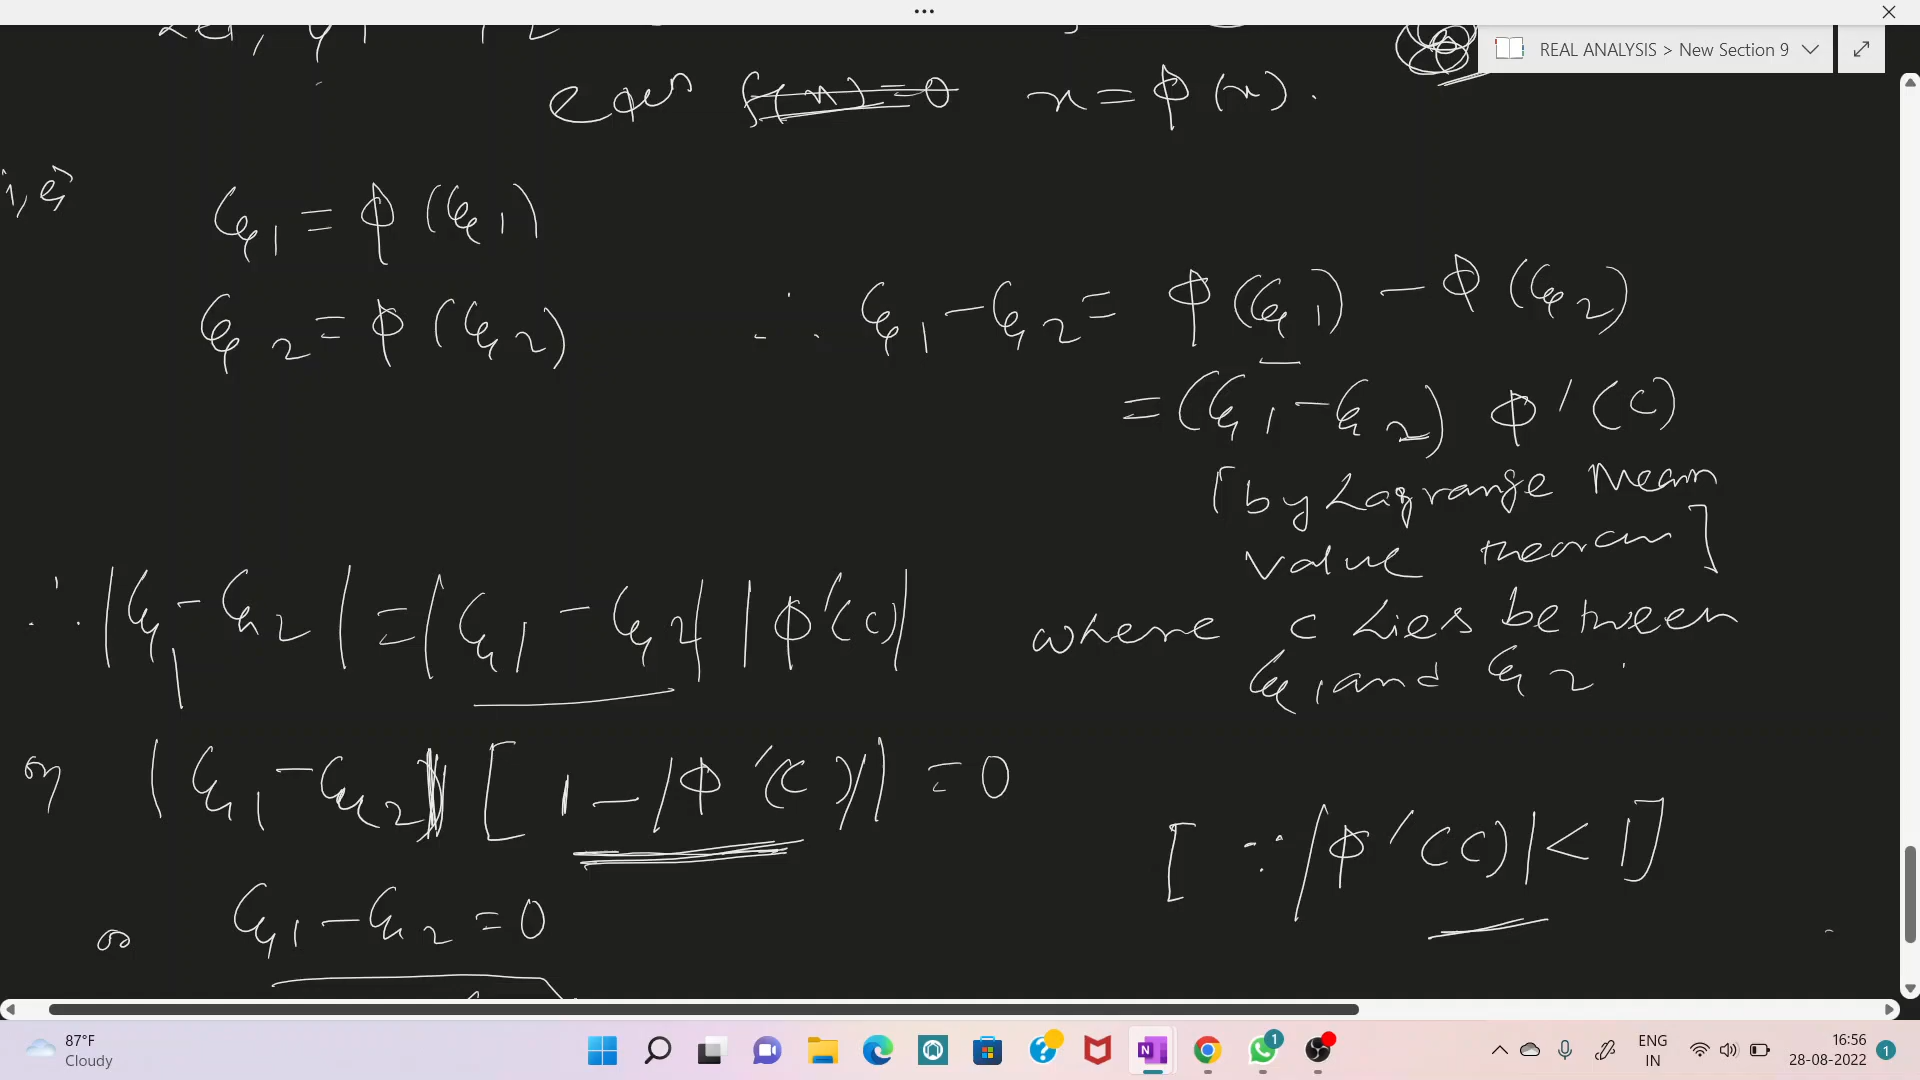 REAL ANALYSIS > New Section 9
eqn f(x)=0 x = φ(x).
i,e,
ξ1 = φ(ξ1)
ξ2 = φ(ξ2)
∴ ξ1 - ξ2 = φ(ξ1) - φ(ξ2)
= (ξ1 - ξ2) φ'(c)
[by Lagrange Mean
value theorem]
where c lies between
ξ1 and ξ2.
∴ |ξ1 - ξ2| = |ξ1 - ξ2| |φ'(c)|
or |ξ1 - ξ2| [1 - |φ'(c)|] = 0
[∵ |φ'(c)| < 1]
or ξ1 - ξ2 = 0
87°F
Cloudy
ENG
IN
16:56
28-08-2022
1
1